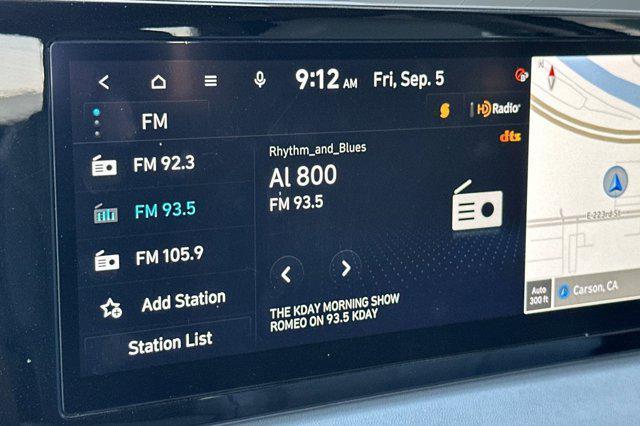 9:12 AM Fri, Sep. 5
FM
HD Radio
dts
FM 92.3
FM 93.5
FM 105.9
Add Station
Station List
Rhythm_and_Blues
Al 800
FM 93.5
THE KDAY MORNING SHOW
ROMEO ON 93.5 KDAY
E 223rd St
Auto
300 ft
Carson, CA